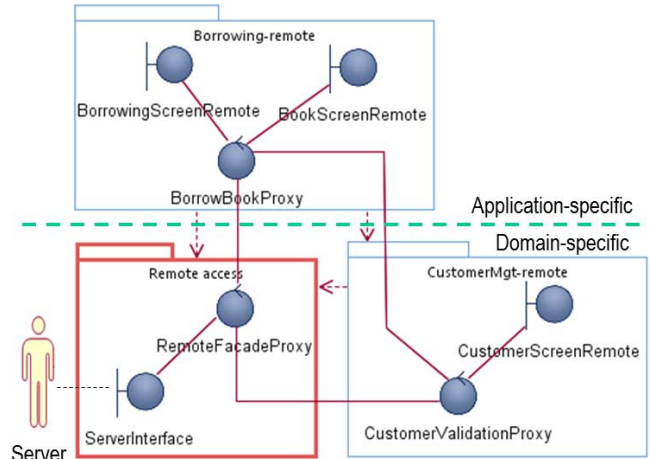 Borrowing-remote
BorrowingScreenRemote
BookScreenRemote
BorrowBookProxy
Application-specific
Domain-specific
Remote access
CustomerMgt-remote
RemoteFacadeProxy
CustomerScreenRemote
ServerInterface
CustomerValidationProxy
Server